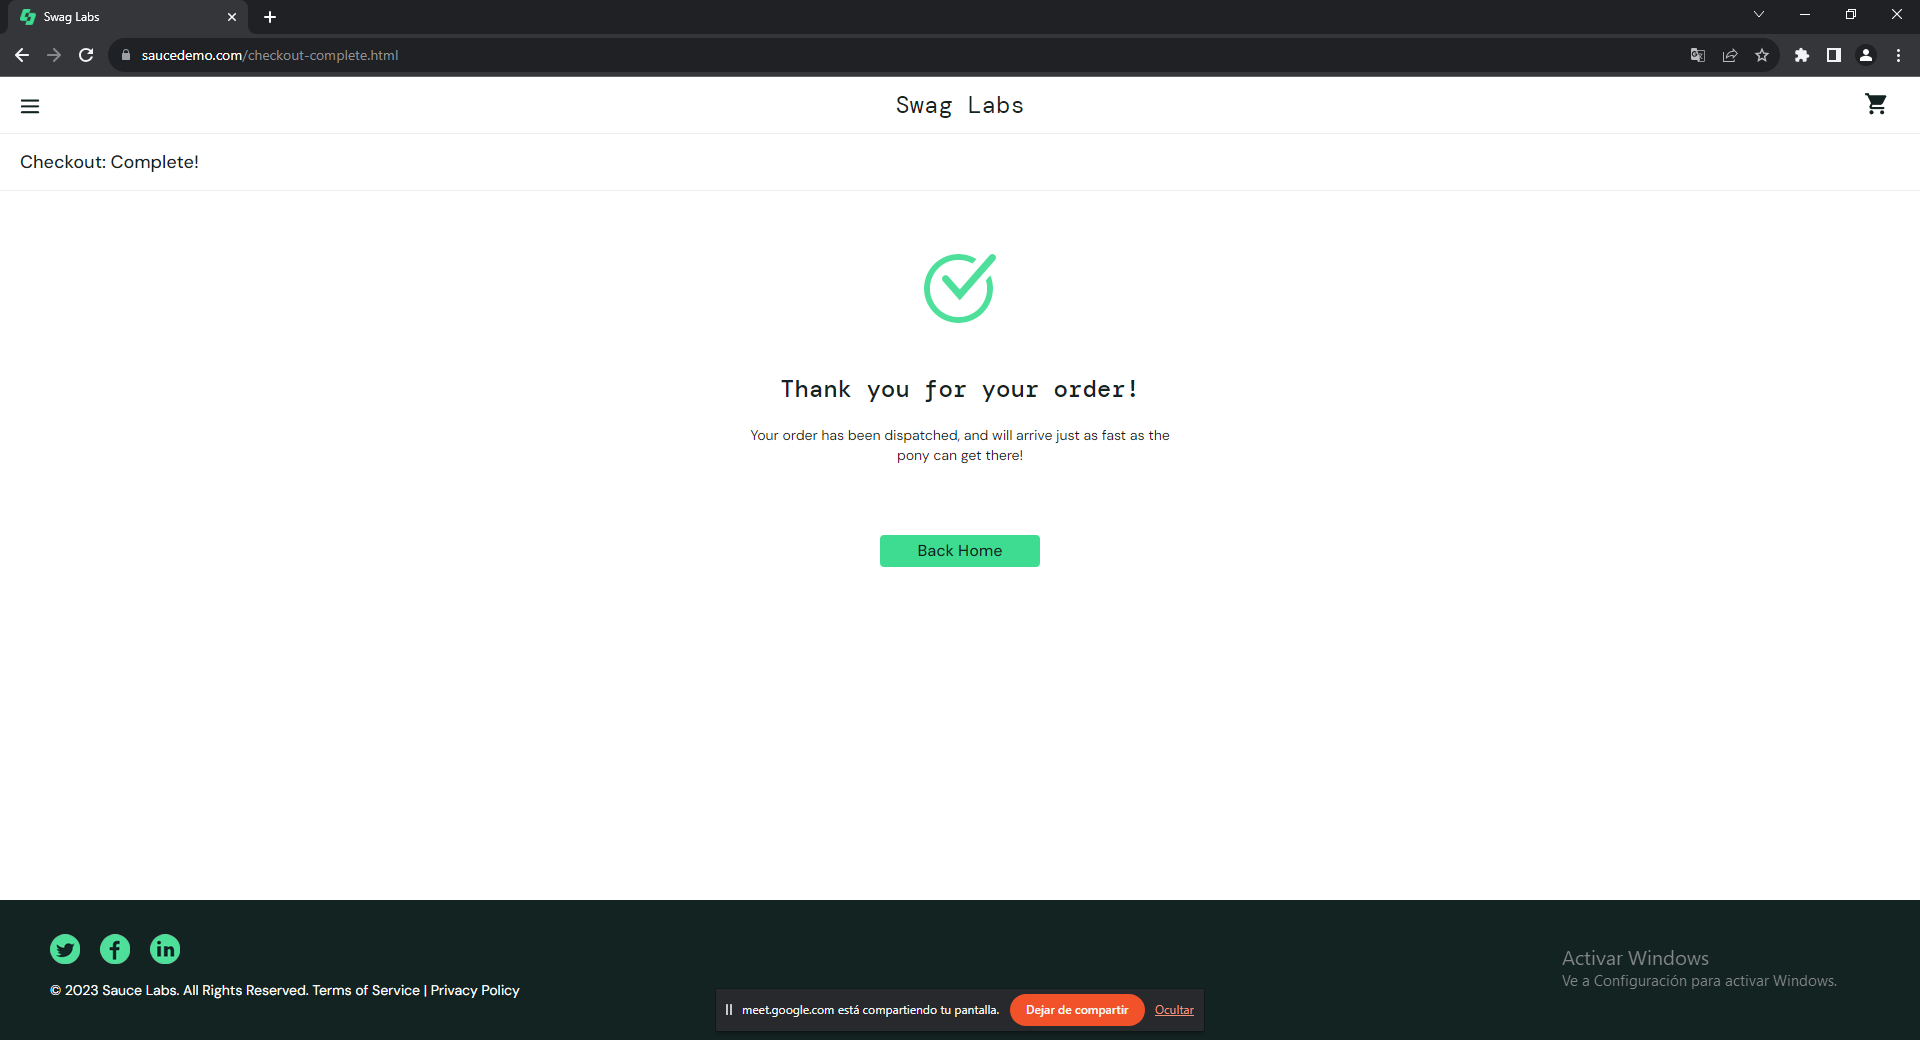 Swag Labs
saucedemo.com/checkout-complete.html
Swag Labs
Checkout: Complete!
Thank you for your order!
Your order has been dispatched, and will arrive just as fast as the
pony can get there!
Back Home
© 2023 Sauce Labs. All Rights Reserved. Terms of Service | Privacy Policy
Activar Windows
Ve a Configuración para activar Windows.
meet.google.com está compartiendo tu pantalla. Dejar de compartir Ocultar